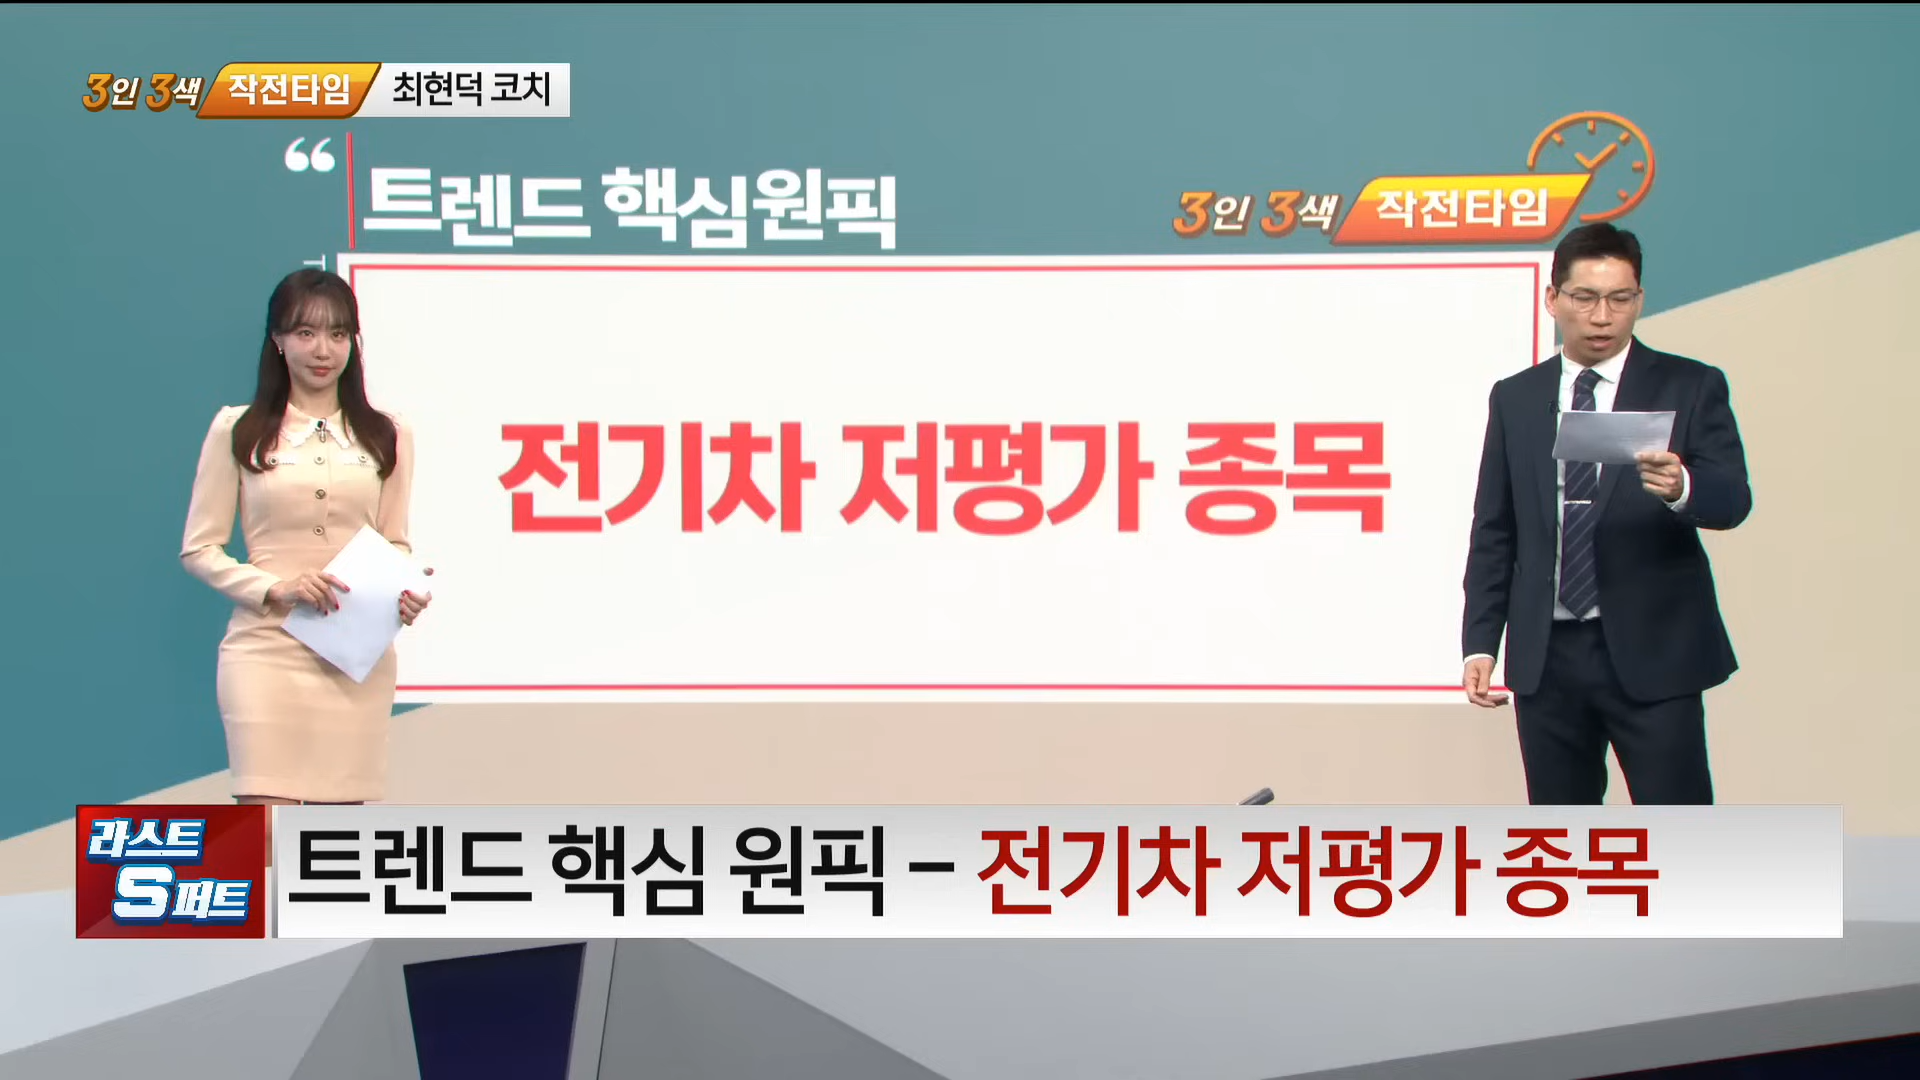 3인 3색 작전타임 최현덕 코치
“
트렌드 핵심원픽
3인 3색 작전타임
전기차 저평가 종목
라스트
S퍼트
트렌드 핵심 원픽 - 전기차 저평가 종목